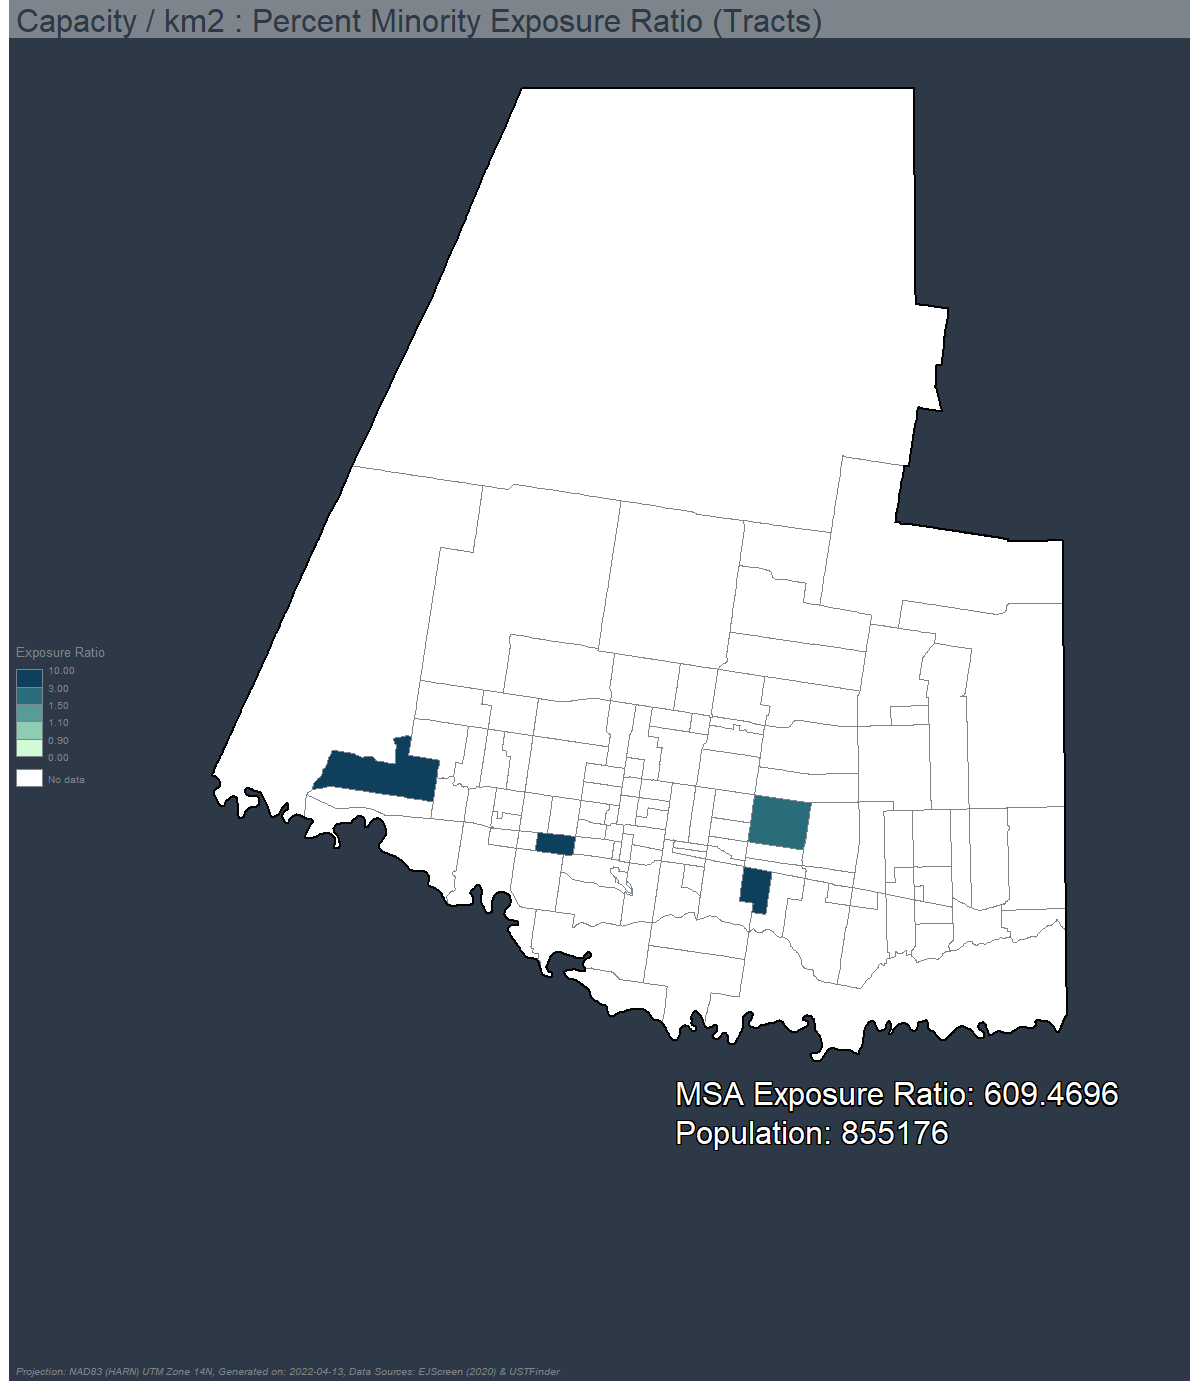 Capacity / km2 : Percent Minority Exposure Ratio (Tracts)
Exposure Ratio
10.00
3.00
1.50
1.10
0.90
0.00
No data
MSA Exposure Ratio: 609.4696
Population: 855176
Projection: NAD83 (HARN) UTM Zone 14N, Generated on: 2022-04-13, Data Sources: EJScreen (2020) & USTFinder